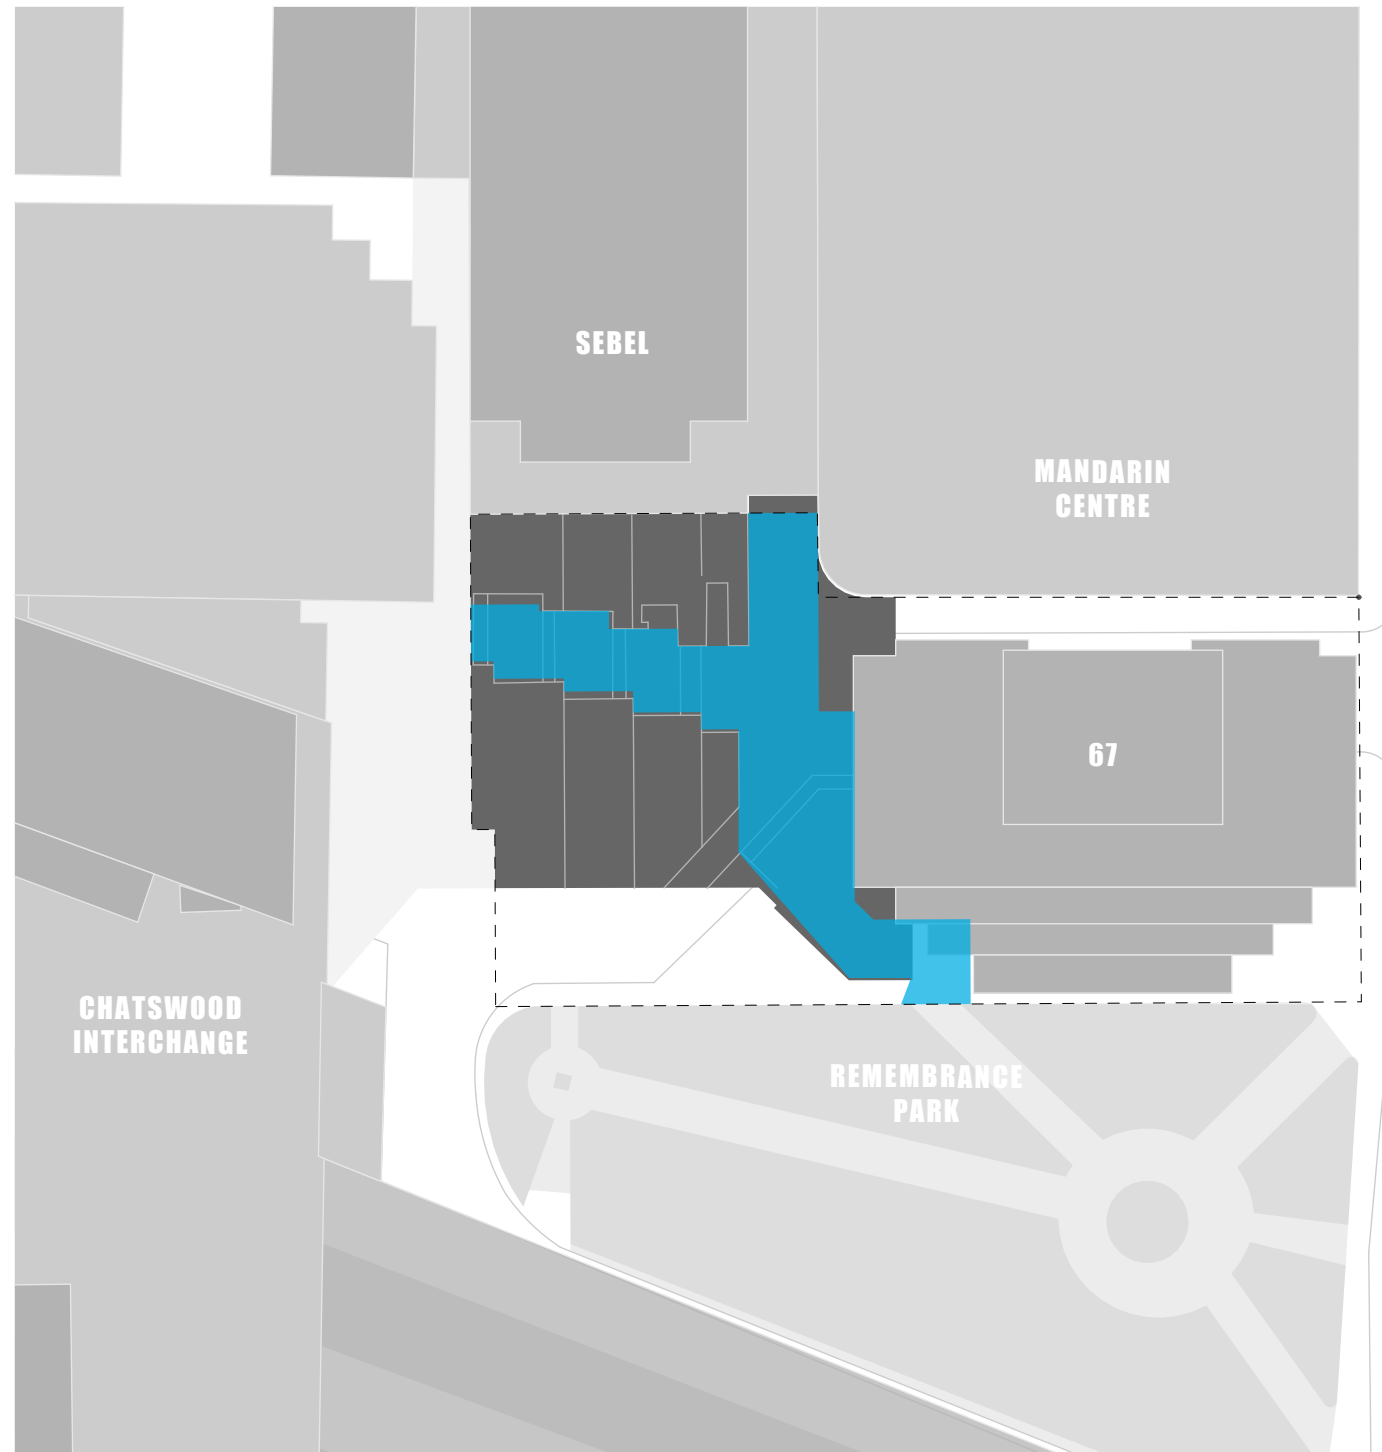 SEBEL
MANDARIN
CENTRE
67
CHATSWOOD
INTERCHANGE
REMEMBRANCE
PARK